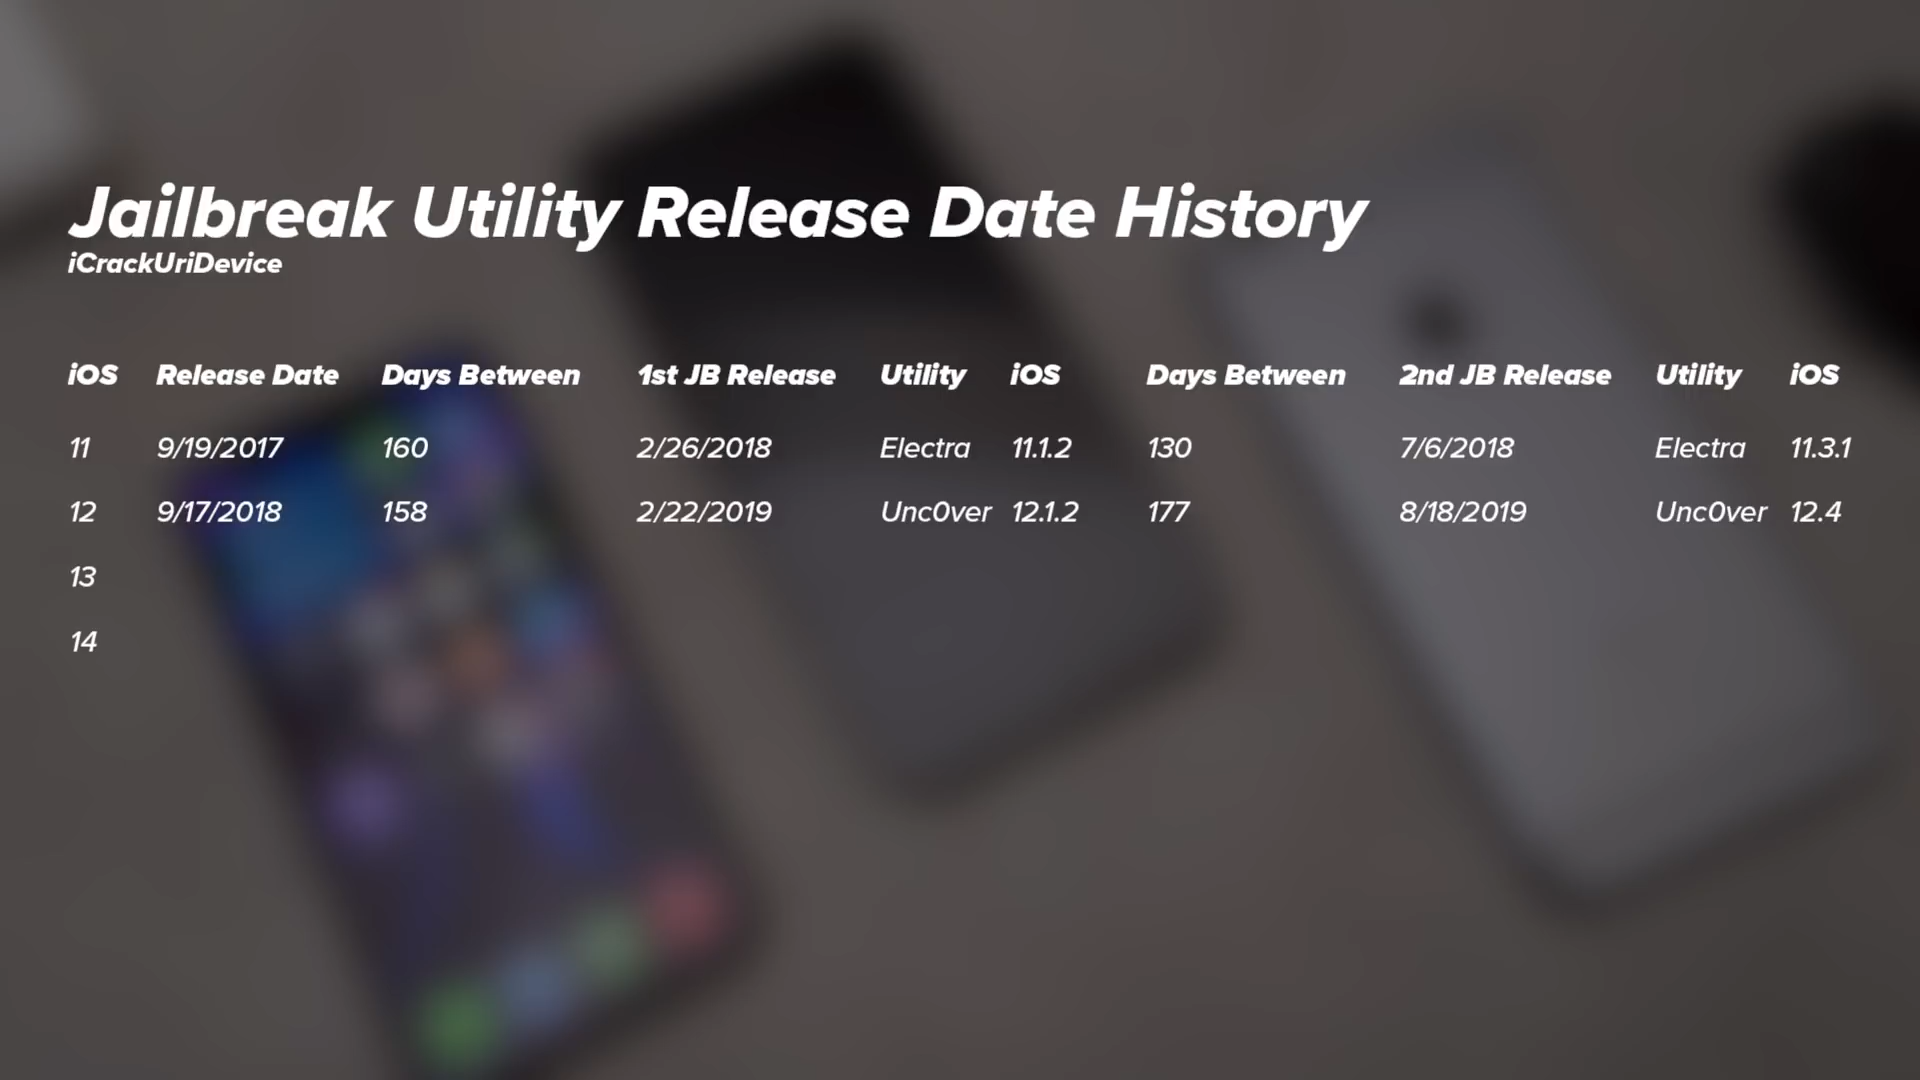 Jailbreak Utility Release Date History
iCrackUriDevice
iOS Release Date Days Between 1st JB Release Utility iOS Days Between 2nd JB Release Utility iOS
11 9/19/2017 160 2/26/2018 Electra 11.1.2 130 7/6/2018 Electra 11.3.1
12 9/17/2018 158 2/22/2019 Unc0ver 12.1.2 177 8/18/2019 Unc0ver 12.4
13
14